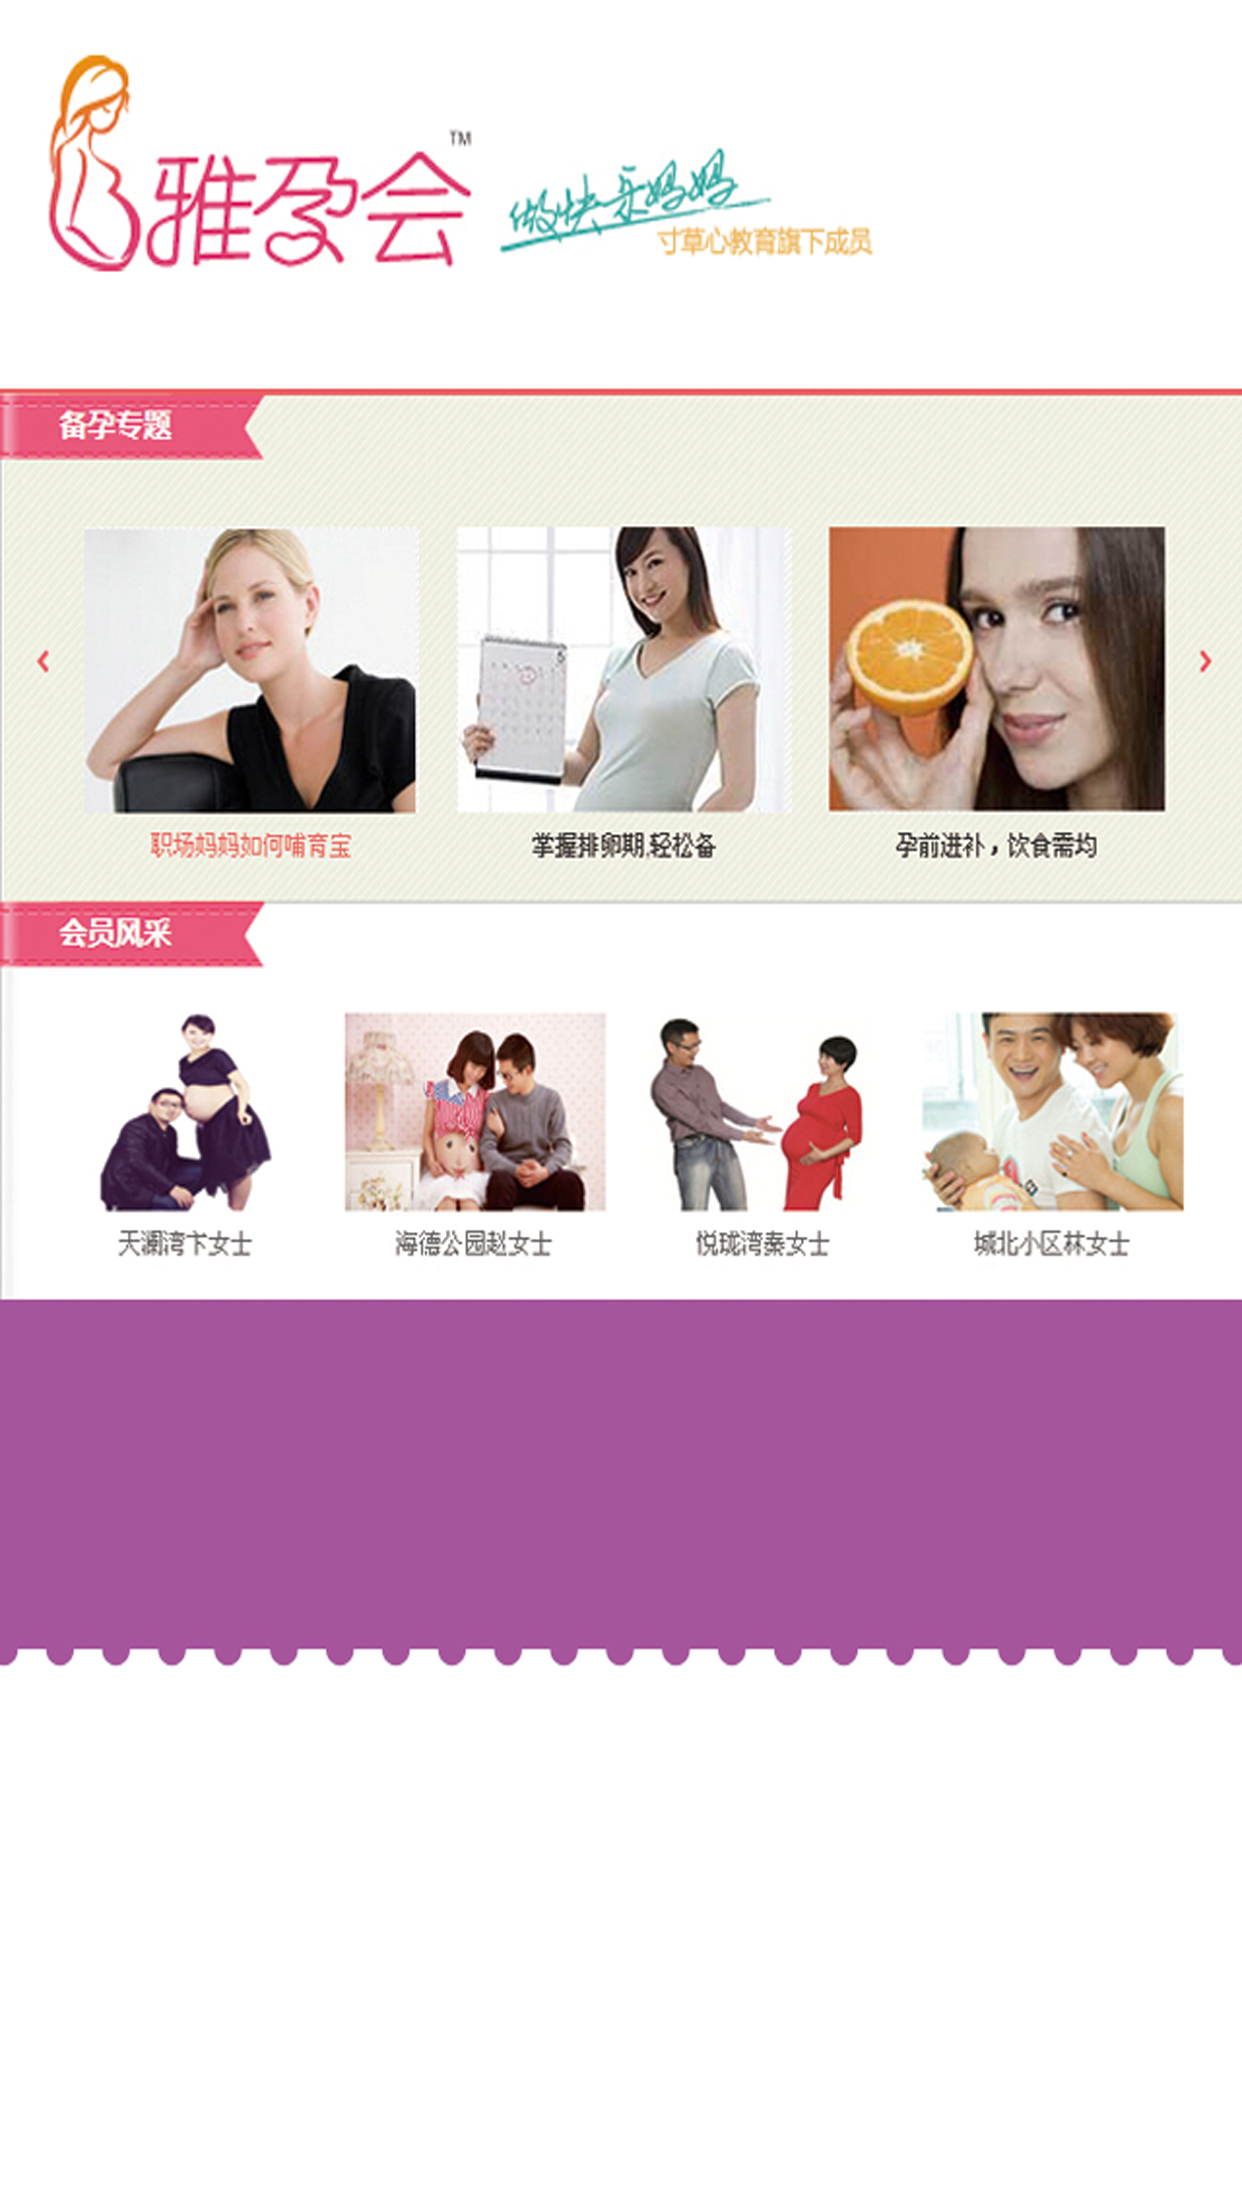 雅孕会
TM
做快乐妈妈
寸草心教育旗下成员
备孕专题
职场妈妈如何哺育宝
掌握排卵期,轻松备
孕前进补，饮食需均
会员风采
天澜湾卞女士
海德公园赵女士
悦珑湾秦女士
城北小区林女士